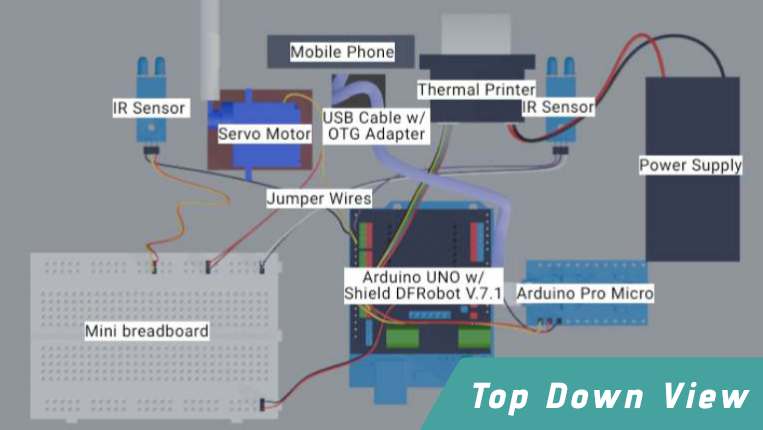 Mobile Phone
Thermal Printer
IR Sensor
IR Sensor
USB Cable w/
OTG Adapter
Servo Motor
Power Supply
Jumper Wires
Arduino UNO w/
Shield DFRobot V.7.1
Arduino Pro Micro
Mini breadboard
Top Down View